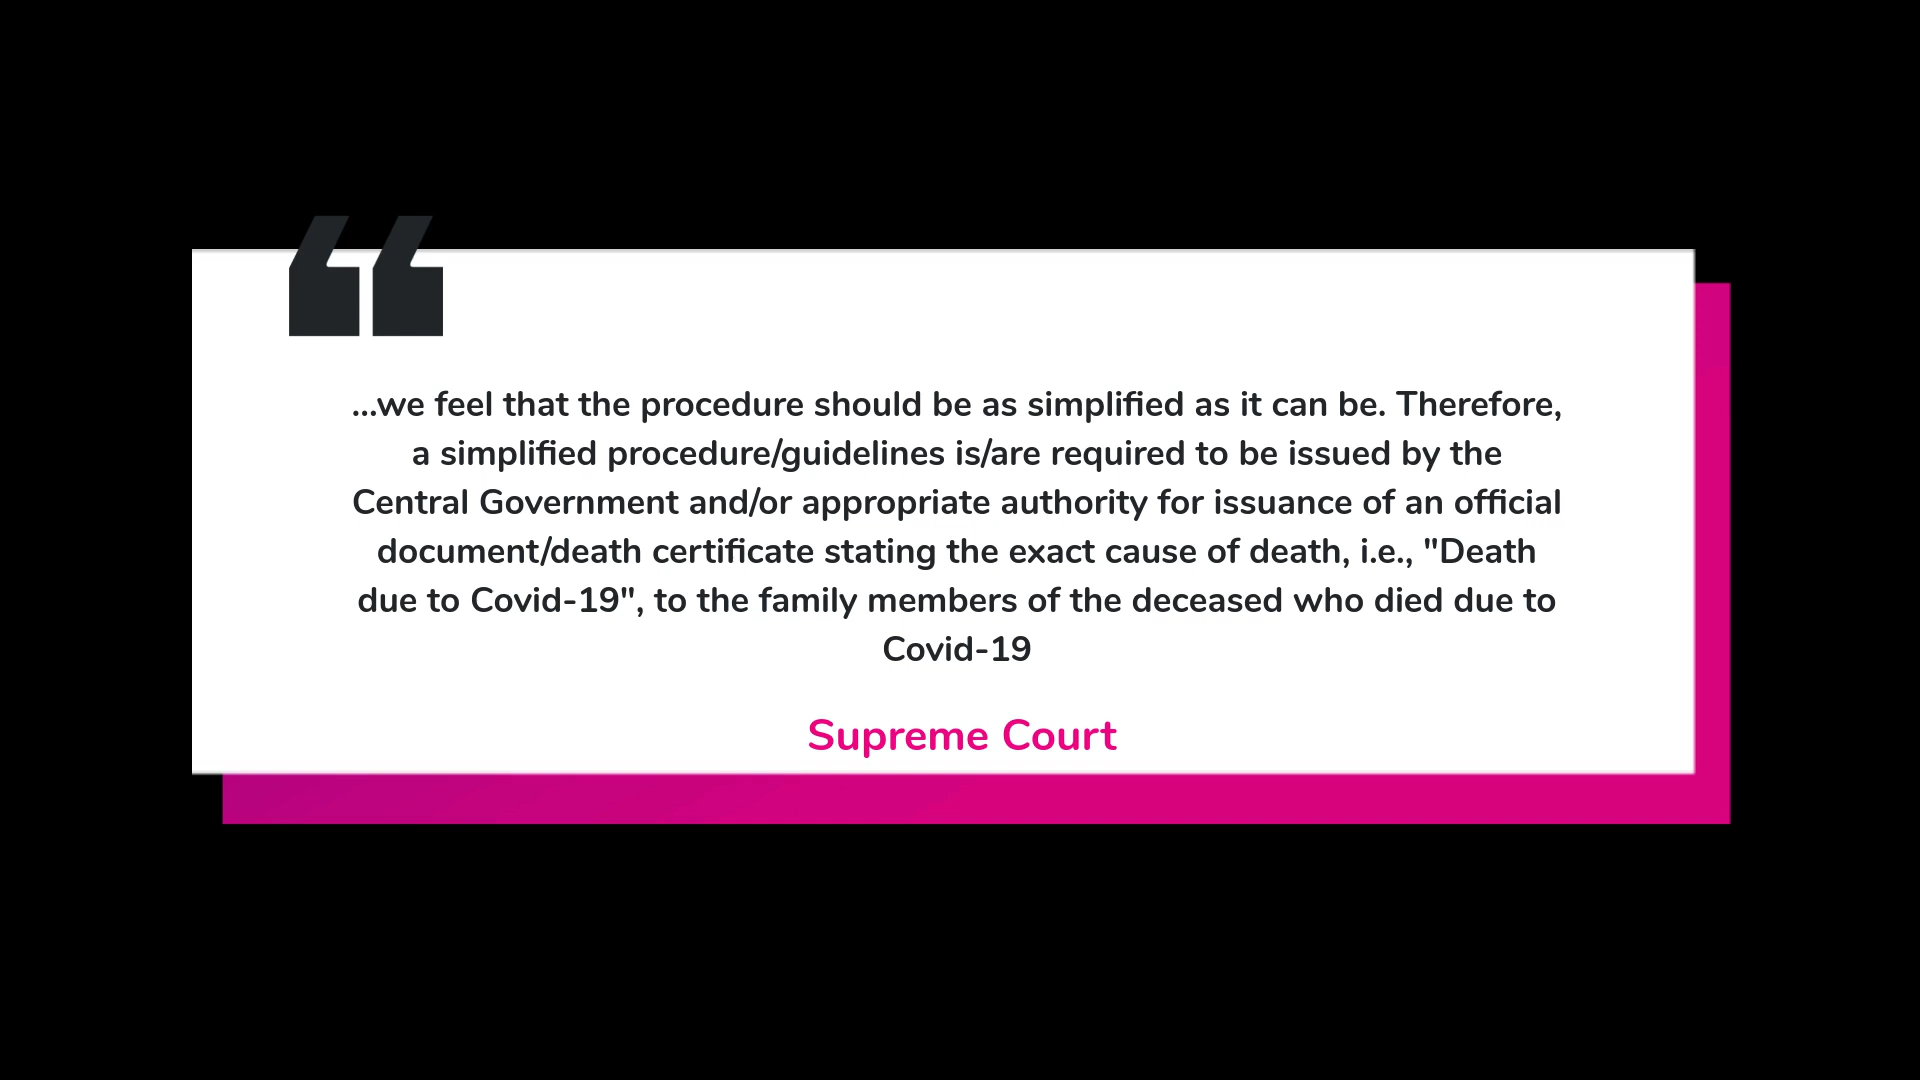 “
...we feel that the procedure should be as simplified as it can be. Therefore,
a simplified procedure/guidelines is/are required to be issued by the
Central Government and/or appropriate authority for issuance of an official
document/death certificate stating the exact cause of death, i.e., "Death
due to Covid-19", to the family members of the deceased who died due to
Covid-19
Supreme Court